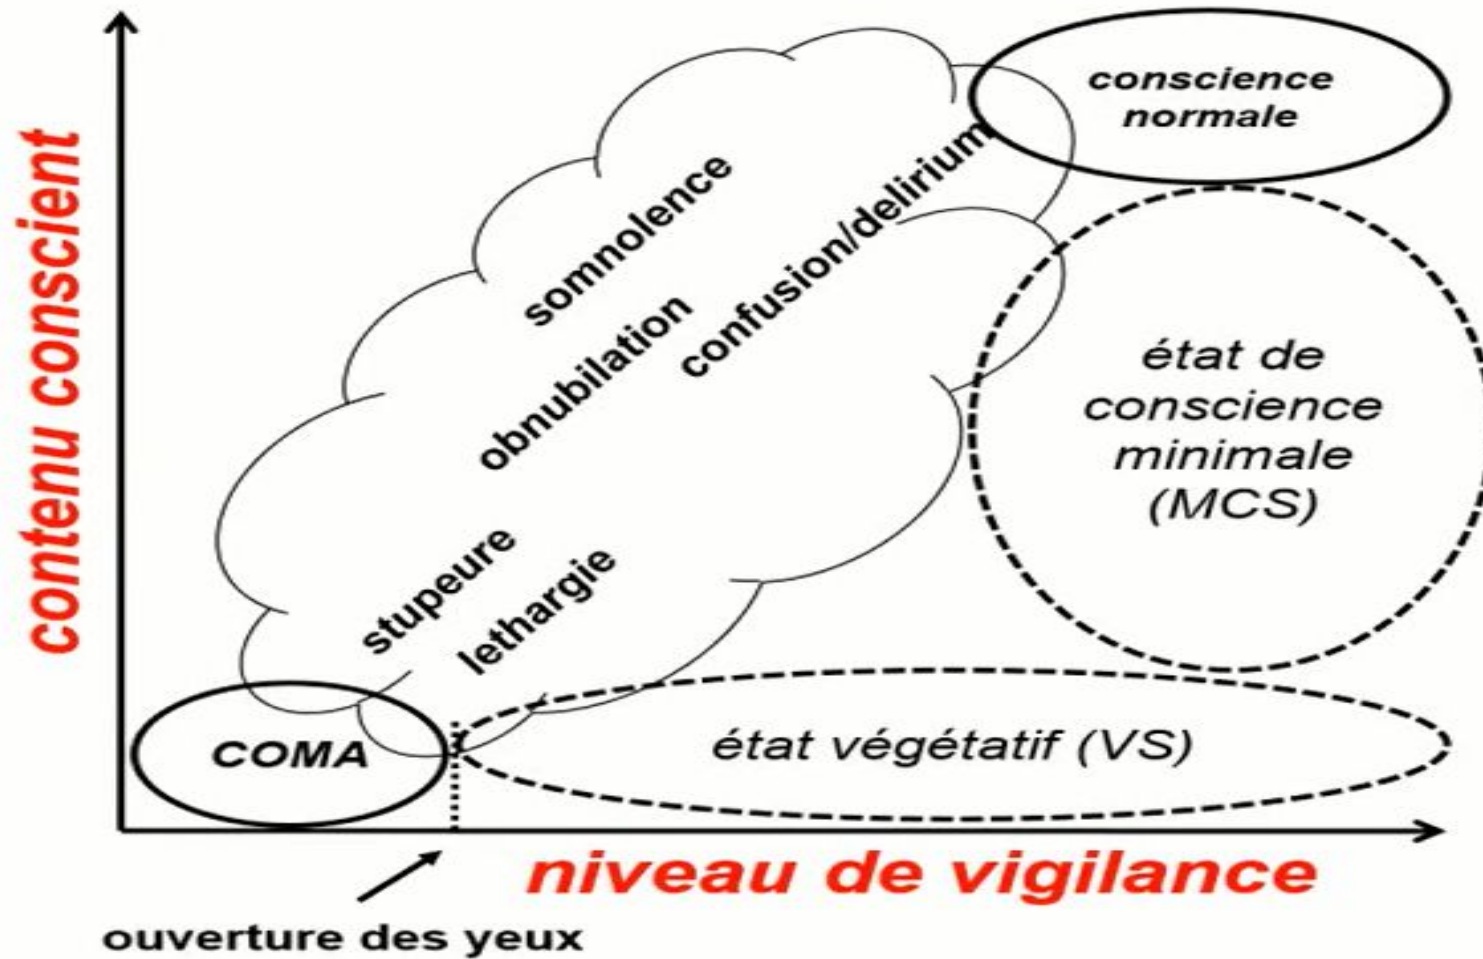 contenu conscient
conscience
normale
somnolence
confusion/delirium
obnubilation
état de
conscience
minimale
(MCS)
stupeure
lethargie
COMA
état végétatif (VS)
niveau de vigilance
ouverture des yeux